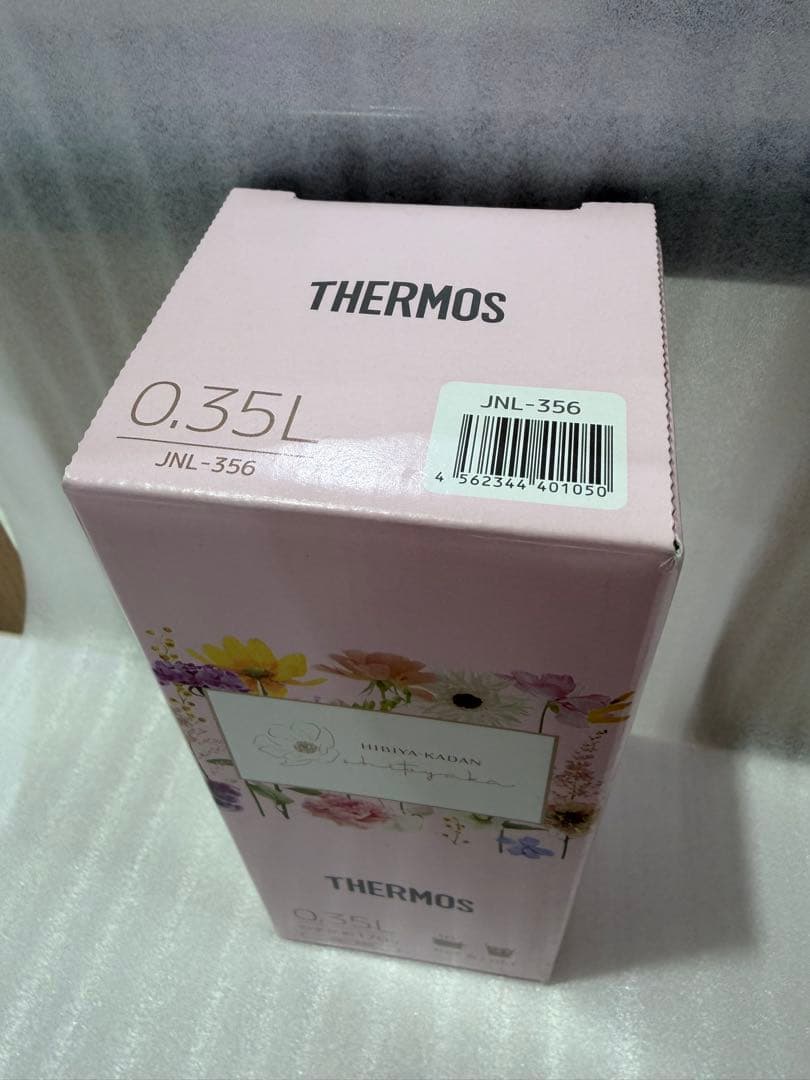 THERMOS
0.35L
JNL-356
JNL-356
4 562344 401050
HIBIYA-KADAN
THERMOS
0.35L